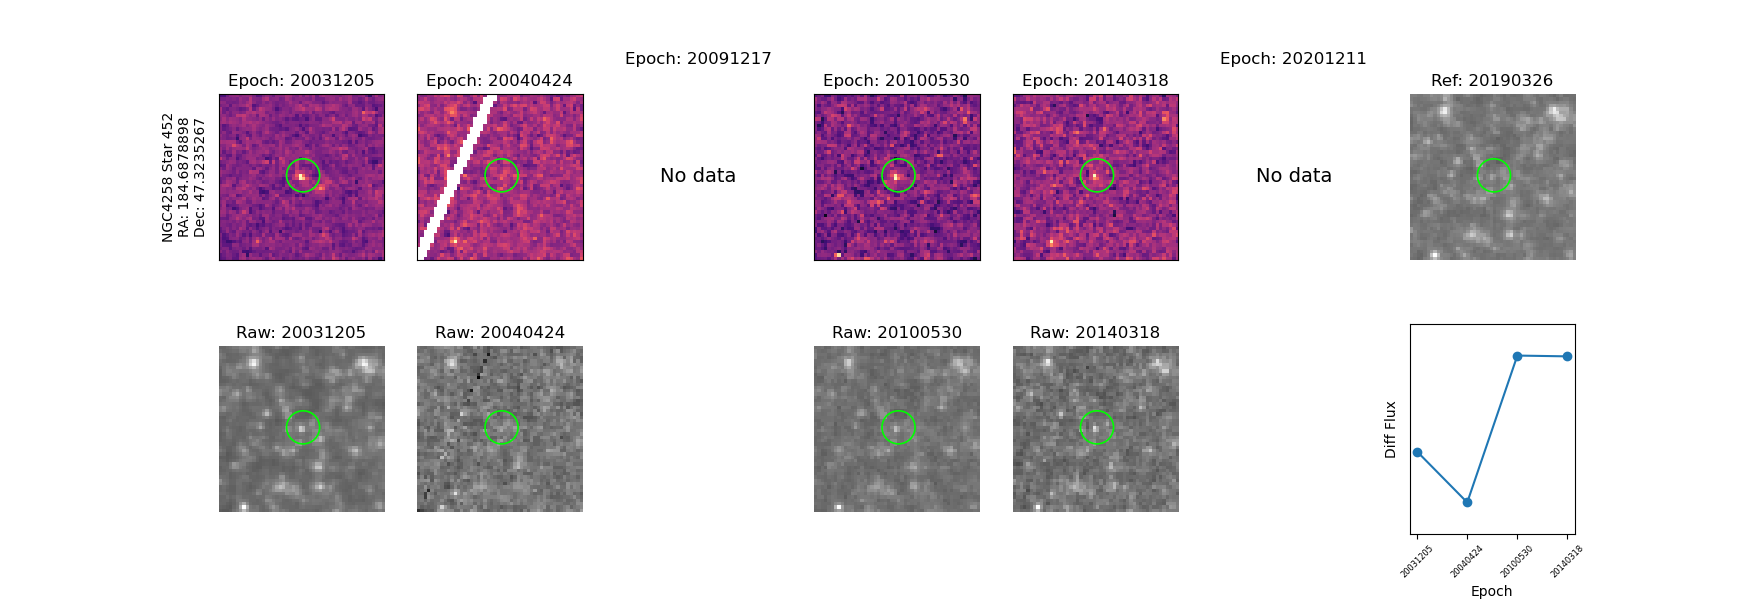 Epoch: 20091217
Epoch: 20201211
Epoch: 20031205
Epoch: 20040424
Epoch: 20100530
Epoch: 20140318
Ref: 20190326
NGC4258 Star 452
RA: 184.6878898
Dec: 47.3235267
No data
No data
Raw: 20031205
Raw: 20040424
Raw: 20100530
Raw: 20140318
Diff Flux
20031205
20040424
20100530
20140318
Epoch